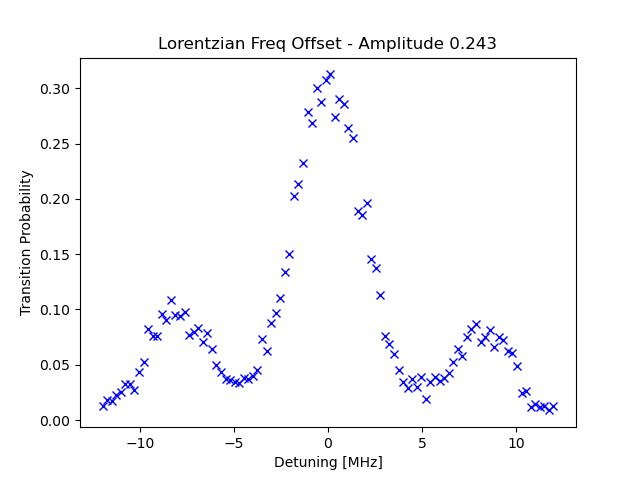 Lorentzian Freq Offset - Amplitude 0.243
Transition Probability
0.30
0.25
0.20
0.15
0.10
0.05
0.00
−10 −5 0 5 10
Detuning [MHz]